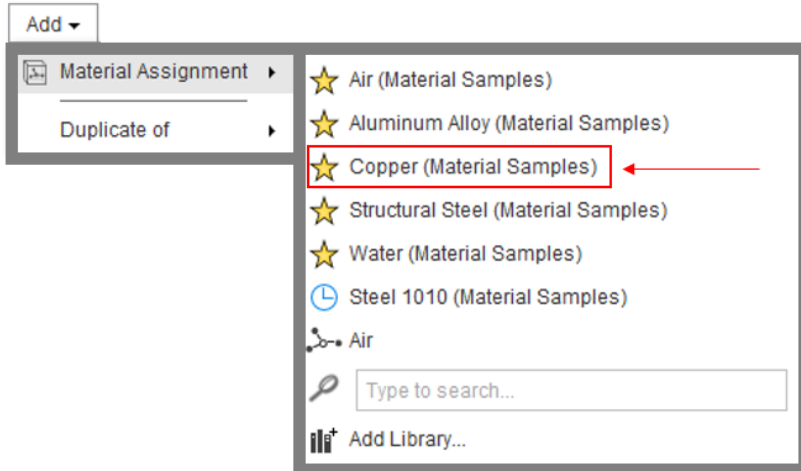 Add
Material Assignment
Duplicate of
Air (Material Samples)
Aluminum Alloy (Material Samples)
Copper (Material Samples)
Structural Steel (Material Samples)
Water (Material Samples)
Steel 1010 (Material Samples)
Air
Type to search...
Add Library...